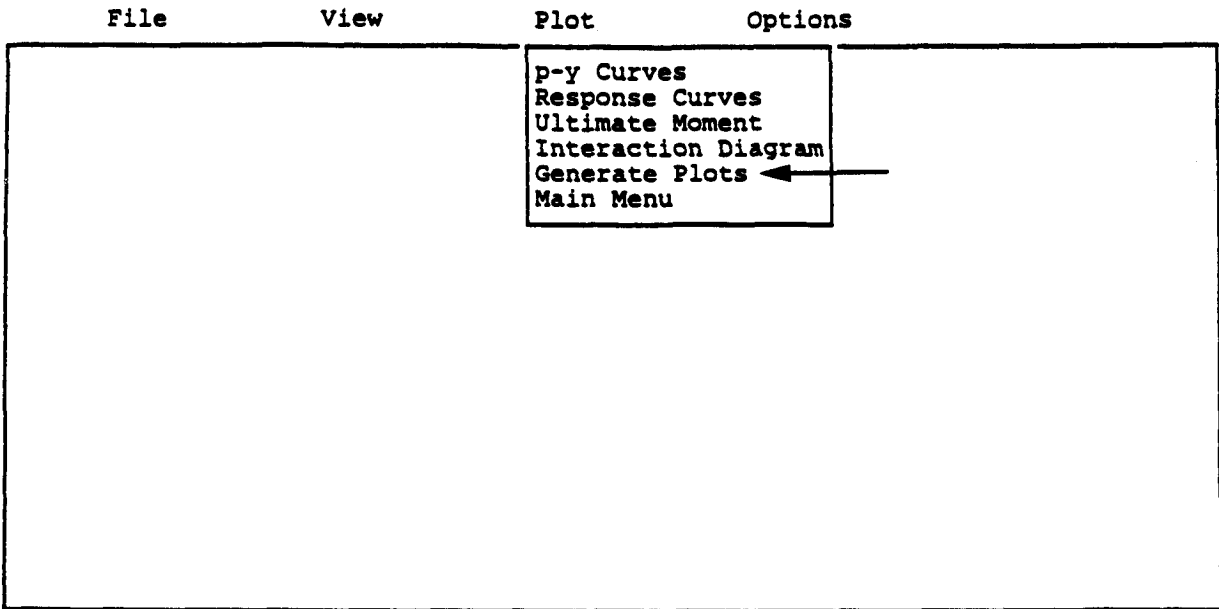 File View Plot Options
p-y Curves
Response Curves
Ultimate Moment
Interaction Diagram
Generate Plots
Main Menu